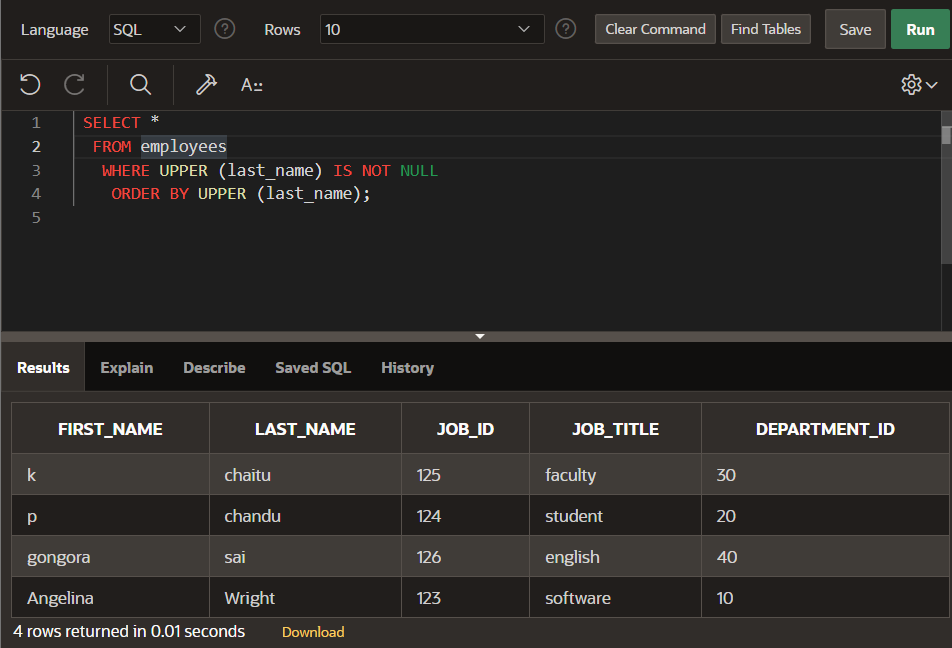 Language SQL ? Rows 10 ? Clear Command Find Tables Save Run
A::
1 SELECT *
2 FROM employees
3 WHERE UPPER (last_name) IS NOT NULL
4 ORDER BY UPPER (last_name);
5
Results Explain Describe Saved SQL History
FIRST_NAME LAST_NAME JOB_ID JOB_TITLE DEPARTMENT_ID
k chaitu 125 faculty 30
p chandu 124 student 20
gongora sai 126 english 40
Angelina Wright 123 software 10
4 rows returned in 0.01 seconds Download